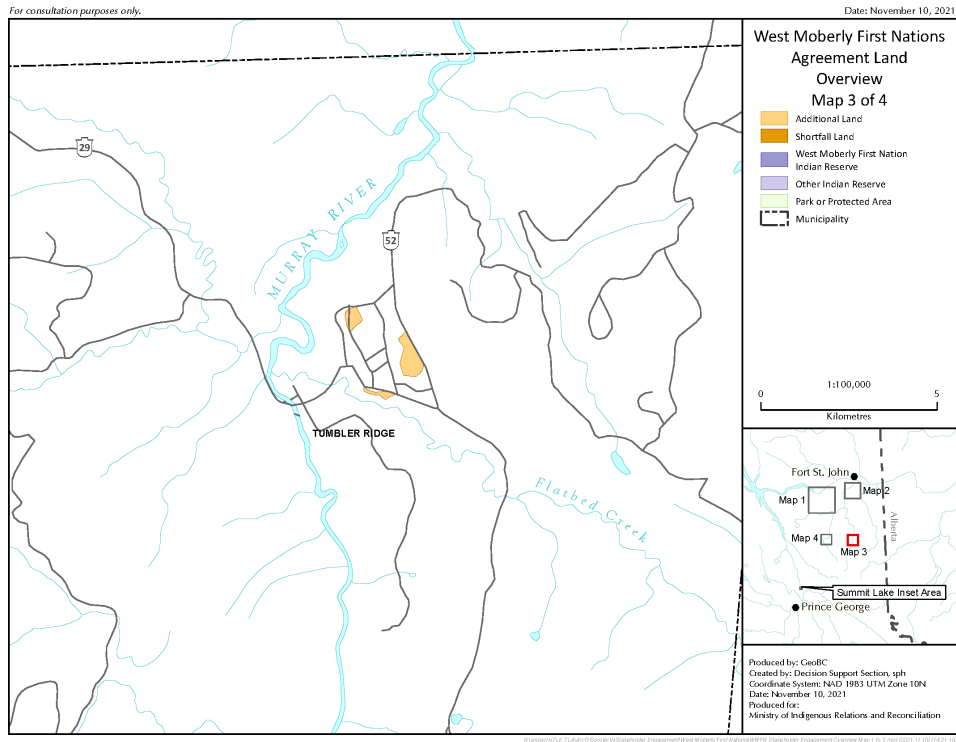 For consultation purposes only.
Date: November 10, 2021
West Moberly First Nations
Agreement Land
Overview
Map 3 of 4
Additional Land
Shortfall Land
West Moberly First Nation
Indian Reserve
Other Indian Reserve
Park or Protected Area
Municipality
1:100,000
0 5
Kilometres
29
MURRAY RIVER
52
TUMBLER RIDGE
Flatbed Creek
Fort St. John
Map 1
Map 2
Alberta
Map 4
Map 3
Summit Lake Inset Area
Prince George
Produced by: GeoBC
Created by: Decision Support Section, sph
Coordinate System: NAD 1983 UTM Zone 10N
Date: November 10, 2021
Produced for:
Ministry of Indigenous Relations and Reconciliation